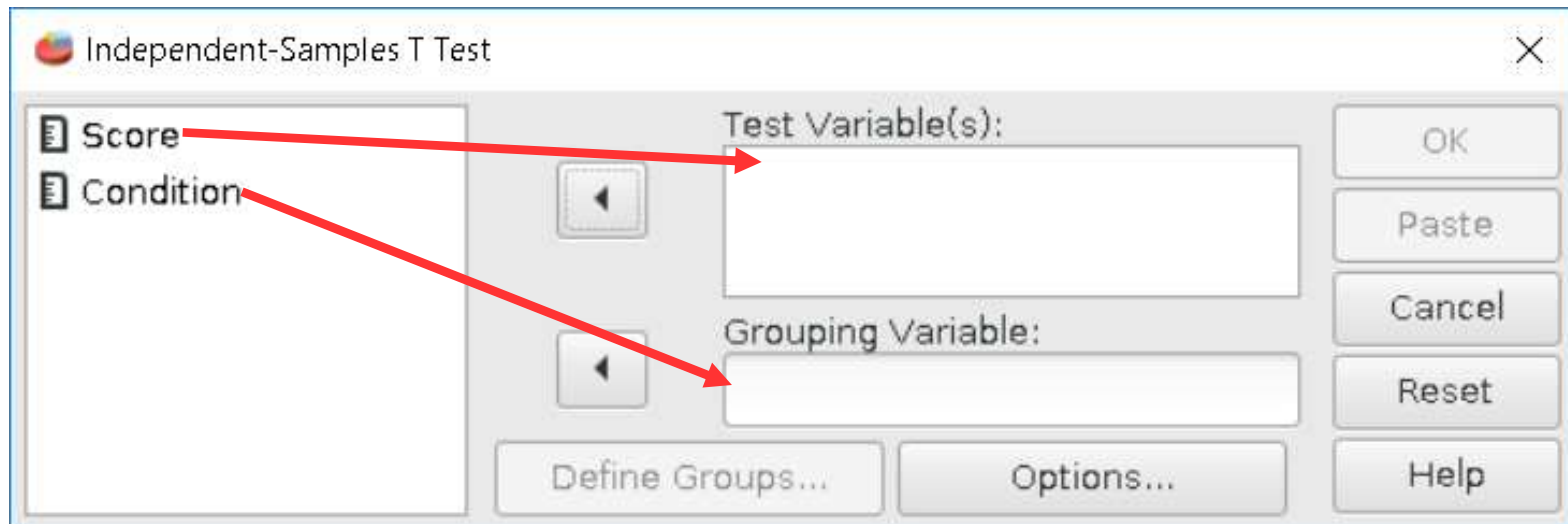 Independent-Samples T Test
Score
Condition
Test Variable(s):
Grouping Variable:
Define Groups...
Options...
OK
Paste
Cancel
Reset
Help